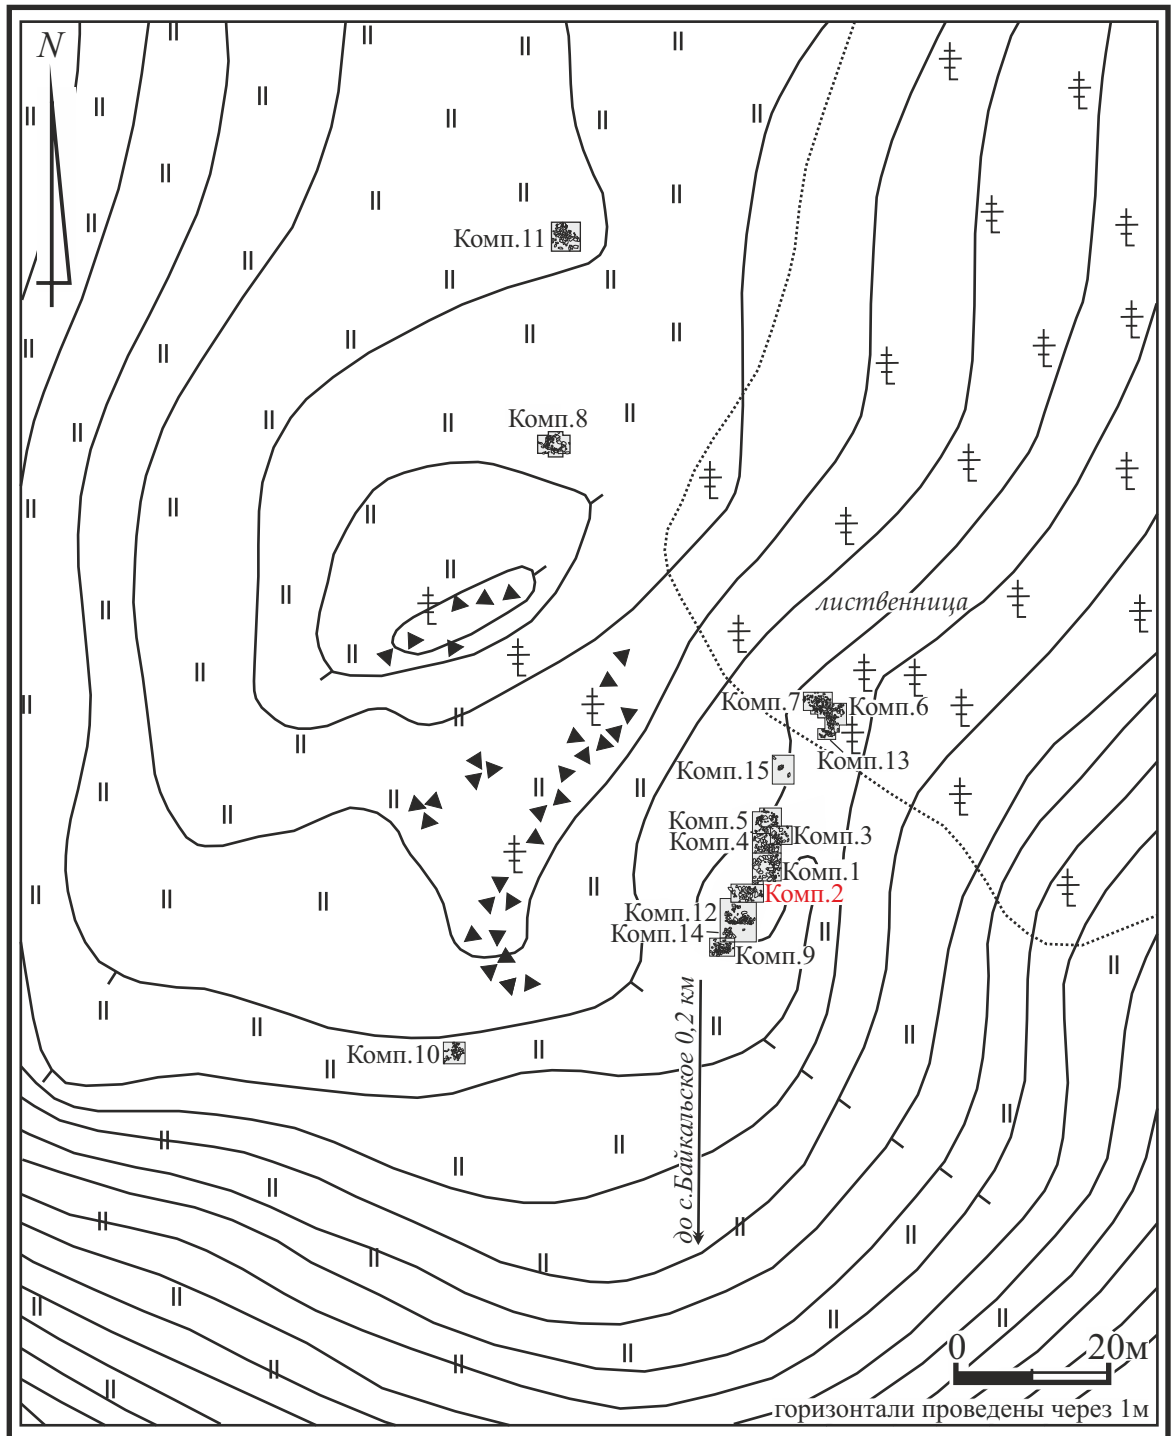 N
Комп.11
Комп.8
лиственница
Комп.7
Комп.6
Комп.13
Комп.15
Комп.5
Комп.3
Комп.4
Комп.1
Комп.2
Комп.12
Комп.14
Комп.9
до с.Байкальское 0,2 км
Комп.10
0 20м
горизонтали проведены через 1м